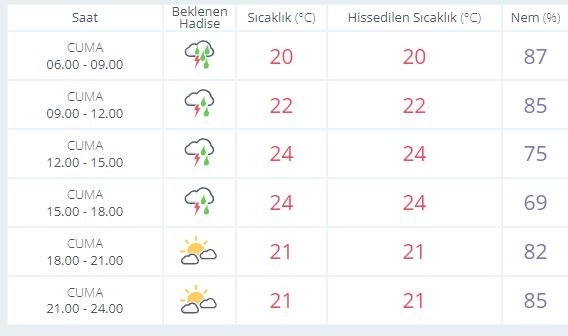 Saat Beklenen Hadise Sıcaklık (°C) Hissedilen Sıcaklık (°C) Nem (%)
CUMA
06.00 - 09.00 20 20 87
CUMA
09.00 - 12.00 22 22 85
CUMA
12.00 - 15.00 24 24 75
CUMA
15.00 - 18.00 24 24 69
CUMA
18.00 - 21.00 21 21 82
CUMA
21.00 - 24.00 21 21 85